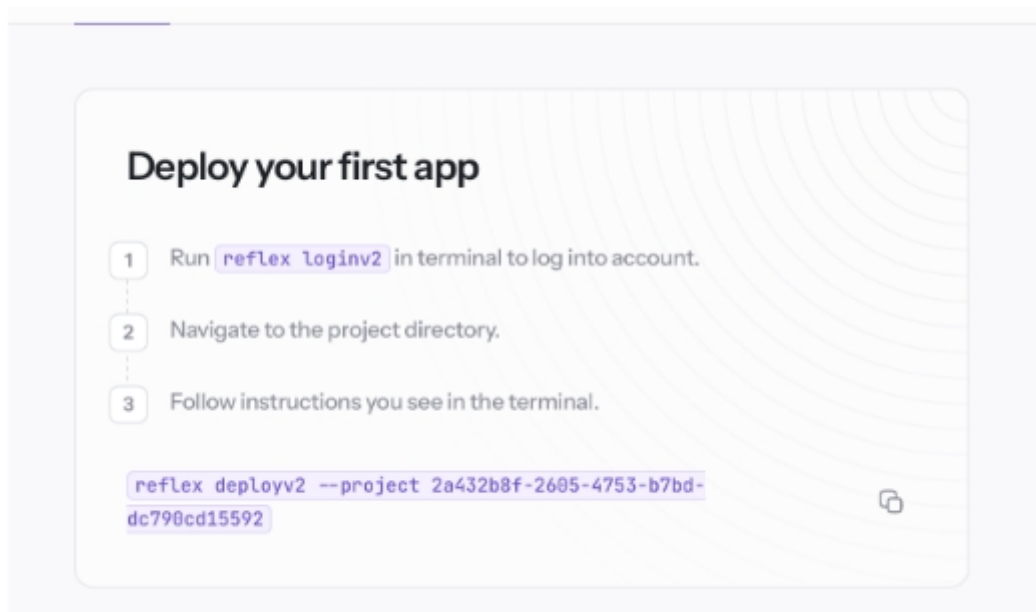 Deploy your first app
1 Run reflex loginv2 in terminal to log into account.
2 Navigate to the project directory.
3 Follow instructions you see in the terminal.
reflex deployv2 --project 2a432b8f-2605-4753-b7bd-
dc790cd15592